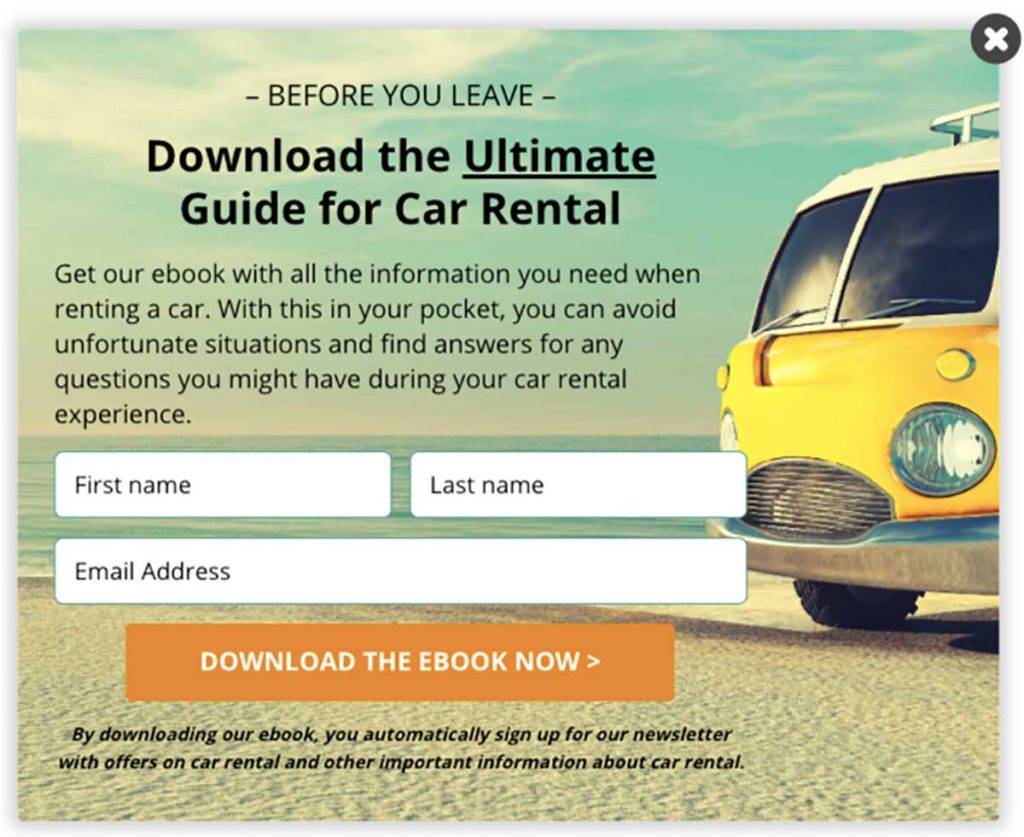 – BEFORE YOU LEAVE –
Download the Ultimate
Guide for Car Rental
Get our ebook with all the information you need when
renting a car. With this in your pocket, you can avoid
unfortunate situations and find answers for any
questions you might have during your car rental
experience.
First name
Last name
Email Address
DOWNLOAD THE EBOOK NOW >
By downloading our ebook, you automatically sign up for our newsletter
with offers on car rental and other important information about car rental.